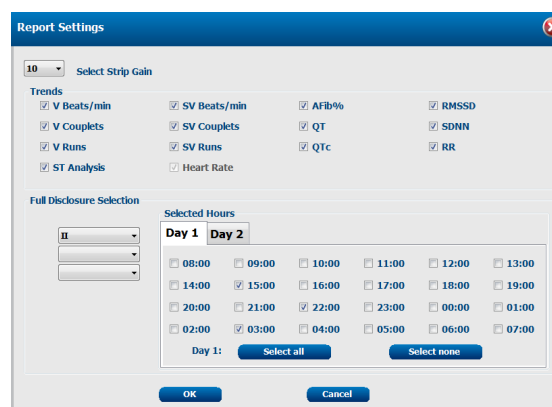 Report Settings
10 Select Strip Gain
Trends
V Beats/min SV Beats/min AFib% RMSSD
V Couplets SV Couplets QT SDNN
V Runs SV Runs QTc RR
ST Analysis Heart Rate
Full Disclosure Selection
Selected Hours
II Day 1 Day 2
08:00 09:00 10:00 11:00 12:00 13:00
14:00 15:00 16:00 17:00 18:00 19:00
20:00 21:00 22:00 23:00 00:00 01:00
02:00 03:00 04:00 05:00 06:00 07:00
Day 1: Select all Select none
OK Cancel